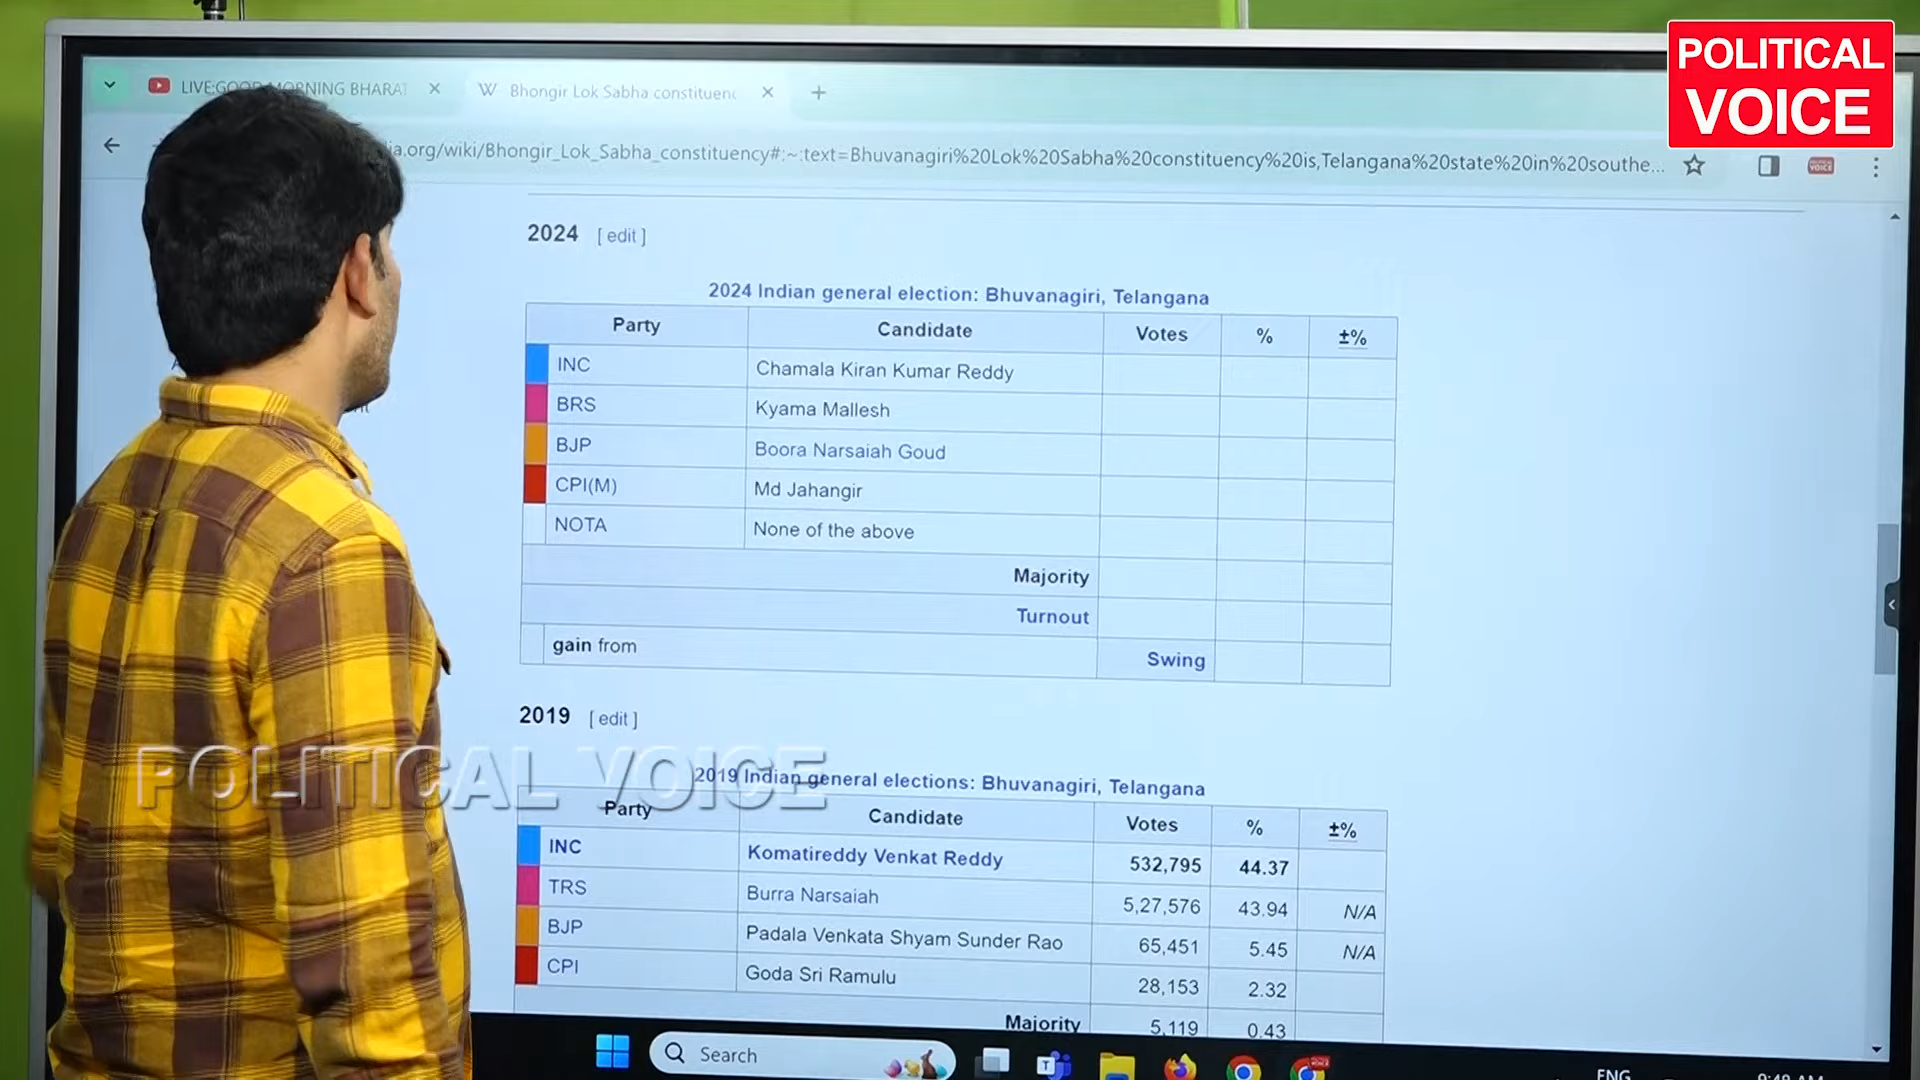 POLITICAL
VOICE
LIVE:GOOD MORNING BHARAT
W Bhongir Lok Sabha constituenc
ia.org/wiki/Bhongir_Lok_Sabha_constituency#:~:text=Bhuvanagiri%20Lok%20Sabha%20constituency%20is,Telangana%20state%20in%20southe...
2024 [ edit ]
2024 Indian general election: Bhuvanagiri, Telangana
Party Candidate Votes % ±%
INC Chamala Kiran Kumar Reddy
BRS Kyama Mallesh
BJP Boora Narsaiah Goud
CPI(M) Md Jahangir
NOTA None of the above
Majority
Turnout
gain from Swing
2019 [ edit ]
POLITICAL VOICE
2019 Indian general elections: Bhuvanagiri, Telangana
Party Candidate Votes % ±%
INC Komatireddy Venkat Reddy 532,795 44.37
TRS Burra Narsaiah 5,27,576 43.94 N/A
BJP Padala Venkata Shyam Sunder Rao 65,451 5.45 N/A
CPI Goda Sri Ramulu 28,153 2.32
Majority 5,119 0.43
Search
ENG
9:48 AM